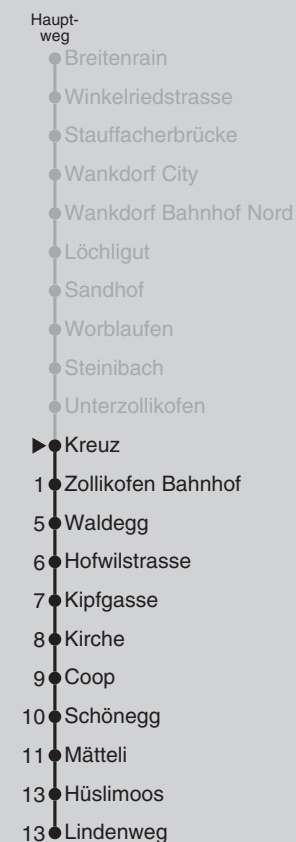 Haupt-
weg
Breitenrain
Winkelriedstrasse
Stauffacherbrücke
Wankdorf City
Wankdorf Bahnhof Nord
Löchligut
Sandhof
Worblaufen
Steinibach
Unterzollikofen
Kreuz
1 Zollikofen Bahnhof
5 Waldegg
6 Hofwilstrasse
7 Kipfgasse
8 Kirche
9 Coop
10 Schönegg
11 Mätteli
13 Hüslimoos
13 Lindenweg